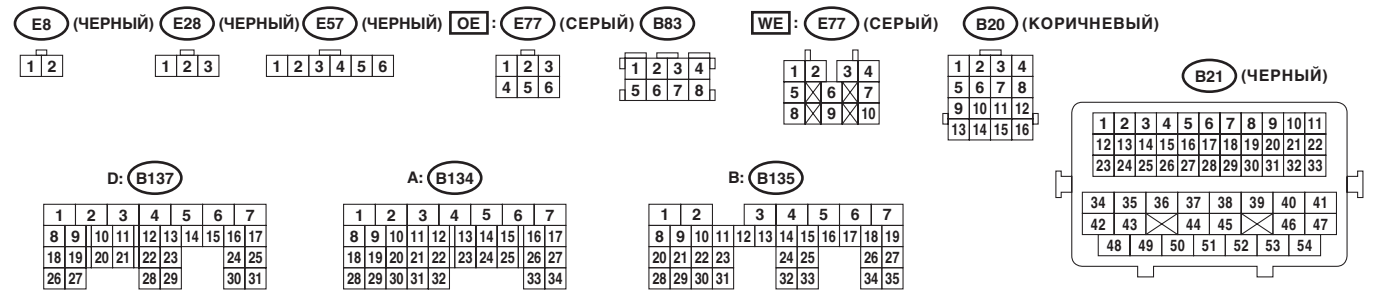 E8 (ЧЕРНЫЙ) E28 (ЧЕРНЫЙ) E57 (ЧЕРНЫЙ) OE : E77 (СЕРЫЙ) B83 WE : E77 (СЕРЫЙ) B20 (КОРИЧНЕВЫЙ)
1 2
1 2 3
1 2 3 4 5 6
1 2 3
4 5 6
1 2 3 4
5 6 7 8
1 2 3 4
5 6 7
8 9 10
1 2 3 4
5 6 7 8
9 10 11 12
13 14 15 16
B21 (ЧЕРНЫЙ)
1 2 3 4 5 6 7 8 9 10 11
12 13 14 15 16 17 18 19 20 21 22
23 24 25 26 27 28 29 30 31 32 33
34 35 36 37 38 39 40 41
42 43 44 45 46 47
48 49 50 51 52 53 54
D: B137
1 2 3 4 5 6 7
8 9 10 11 12 13 14 15 16 17
18 19 20 21 22 23 24 25
26 27 28 29 30 31
A: B134
1 2 3 4 5 6 7
8 9 10 11 12 13 14 15 16 17
18 19 20 21 22 23 24 25 26 27
28 29 30 31 32 33 34
B: B135
1 2 3 4 5 6 7
8 9 10 11 12 13 14 15 16 17 18 19
20 21 22 23 24 25 26 27
28 29 30 31 32 33 34 35